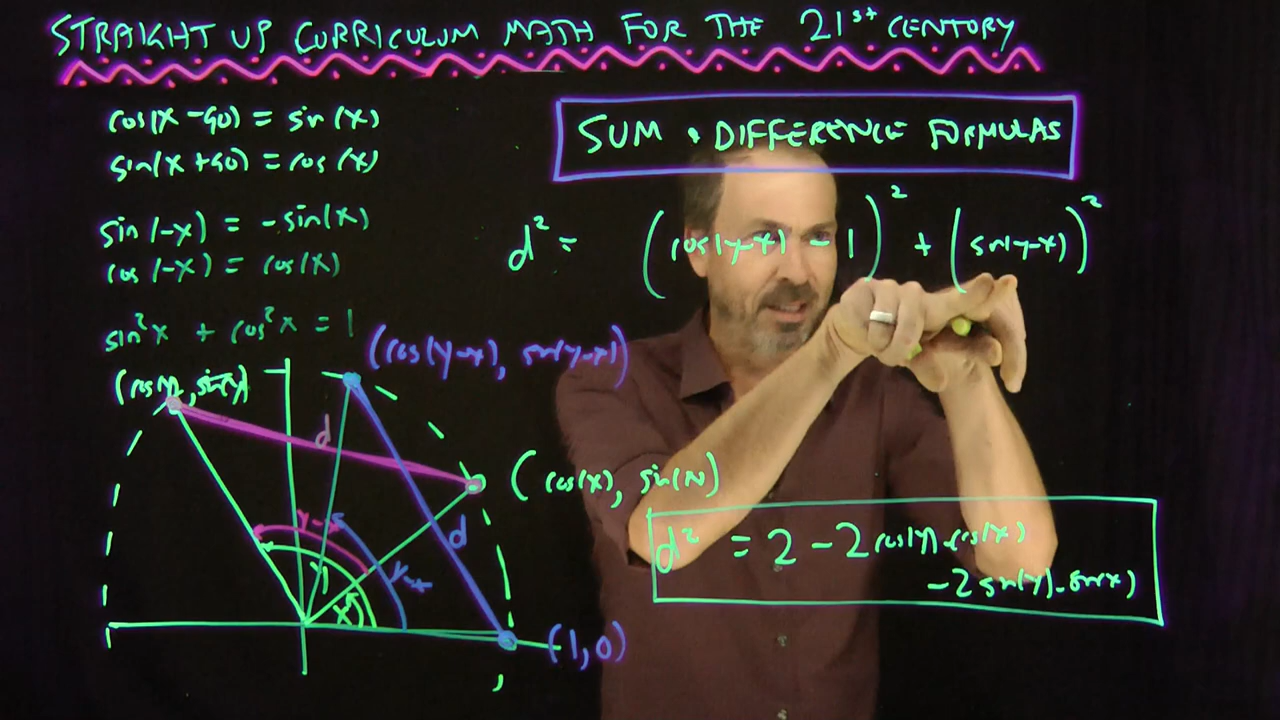 STRAIGHT UP CURRICULUM MATH FOR THE 21st CENTURY
cos(x -90) = sin(x)
sin(x +90) = cos(x)
sin(-x) = -sin(x)
cos(-x) = cos(x)
sin²x + cos²x = 1
SUM • DIFFERENCE FORMULAS
d² = (cos(y-x) - 1)² + (sin(y-x))²
(cos(y-x), sin(y-x))
(cos(y), sin(y))
d
(cos(x), sin(x))
y-x
d
y
y-x
x
(1,0)
d² = 2 - 2cos(y)·cos(x)
-2sin(y)·sin(x)